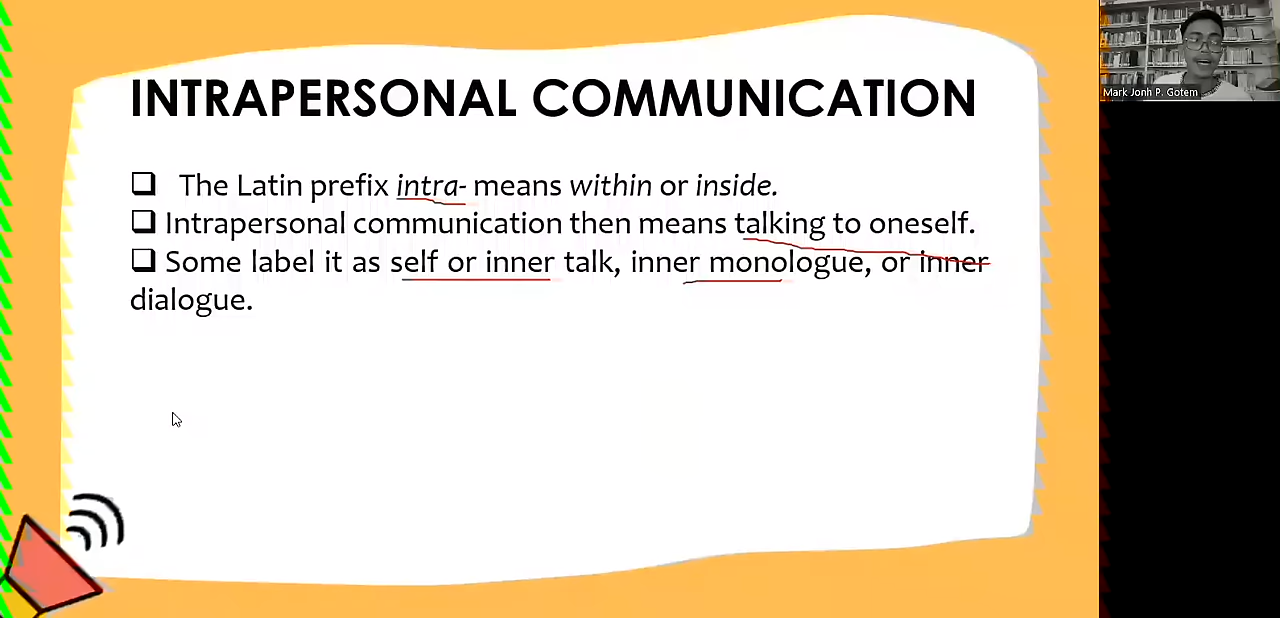 INTRAPERSONAL COMMUNICATION
The Latin prefix intra- means within or inside.
Intrapersonal communication then means talking to oneself.
Some label it as self or inner talk, inner monologue, or inner
dialogue.
Mark Jonh P. Gotem